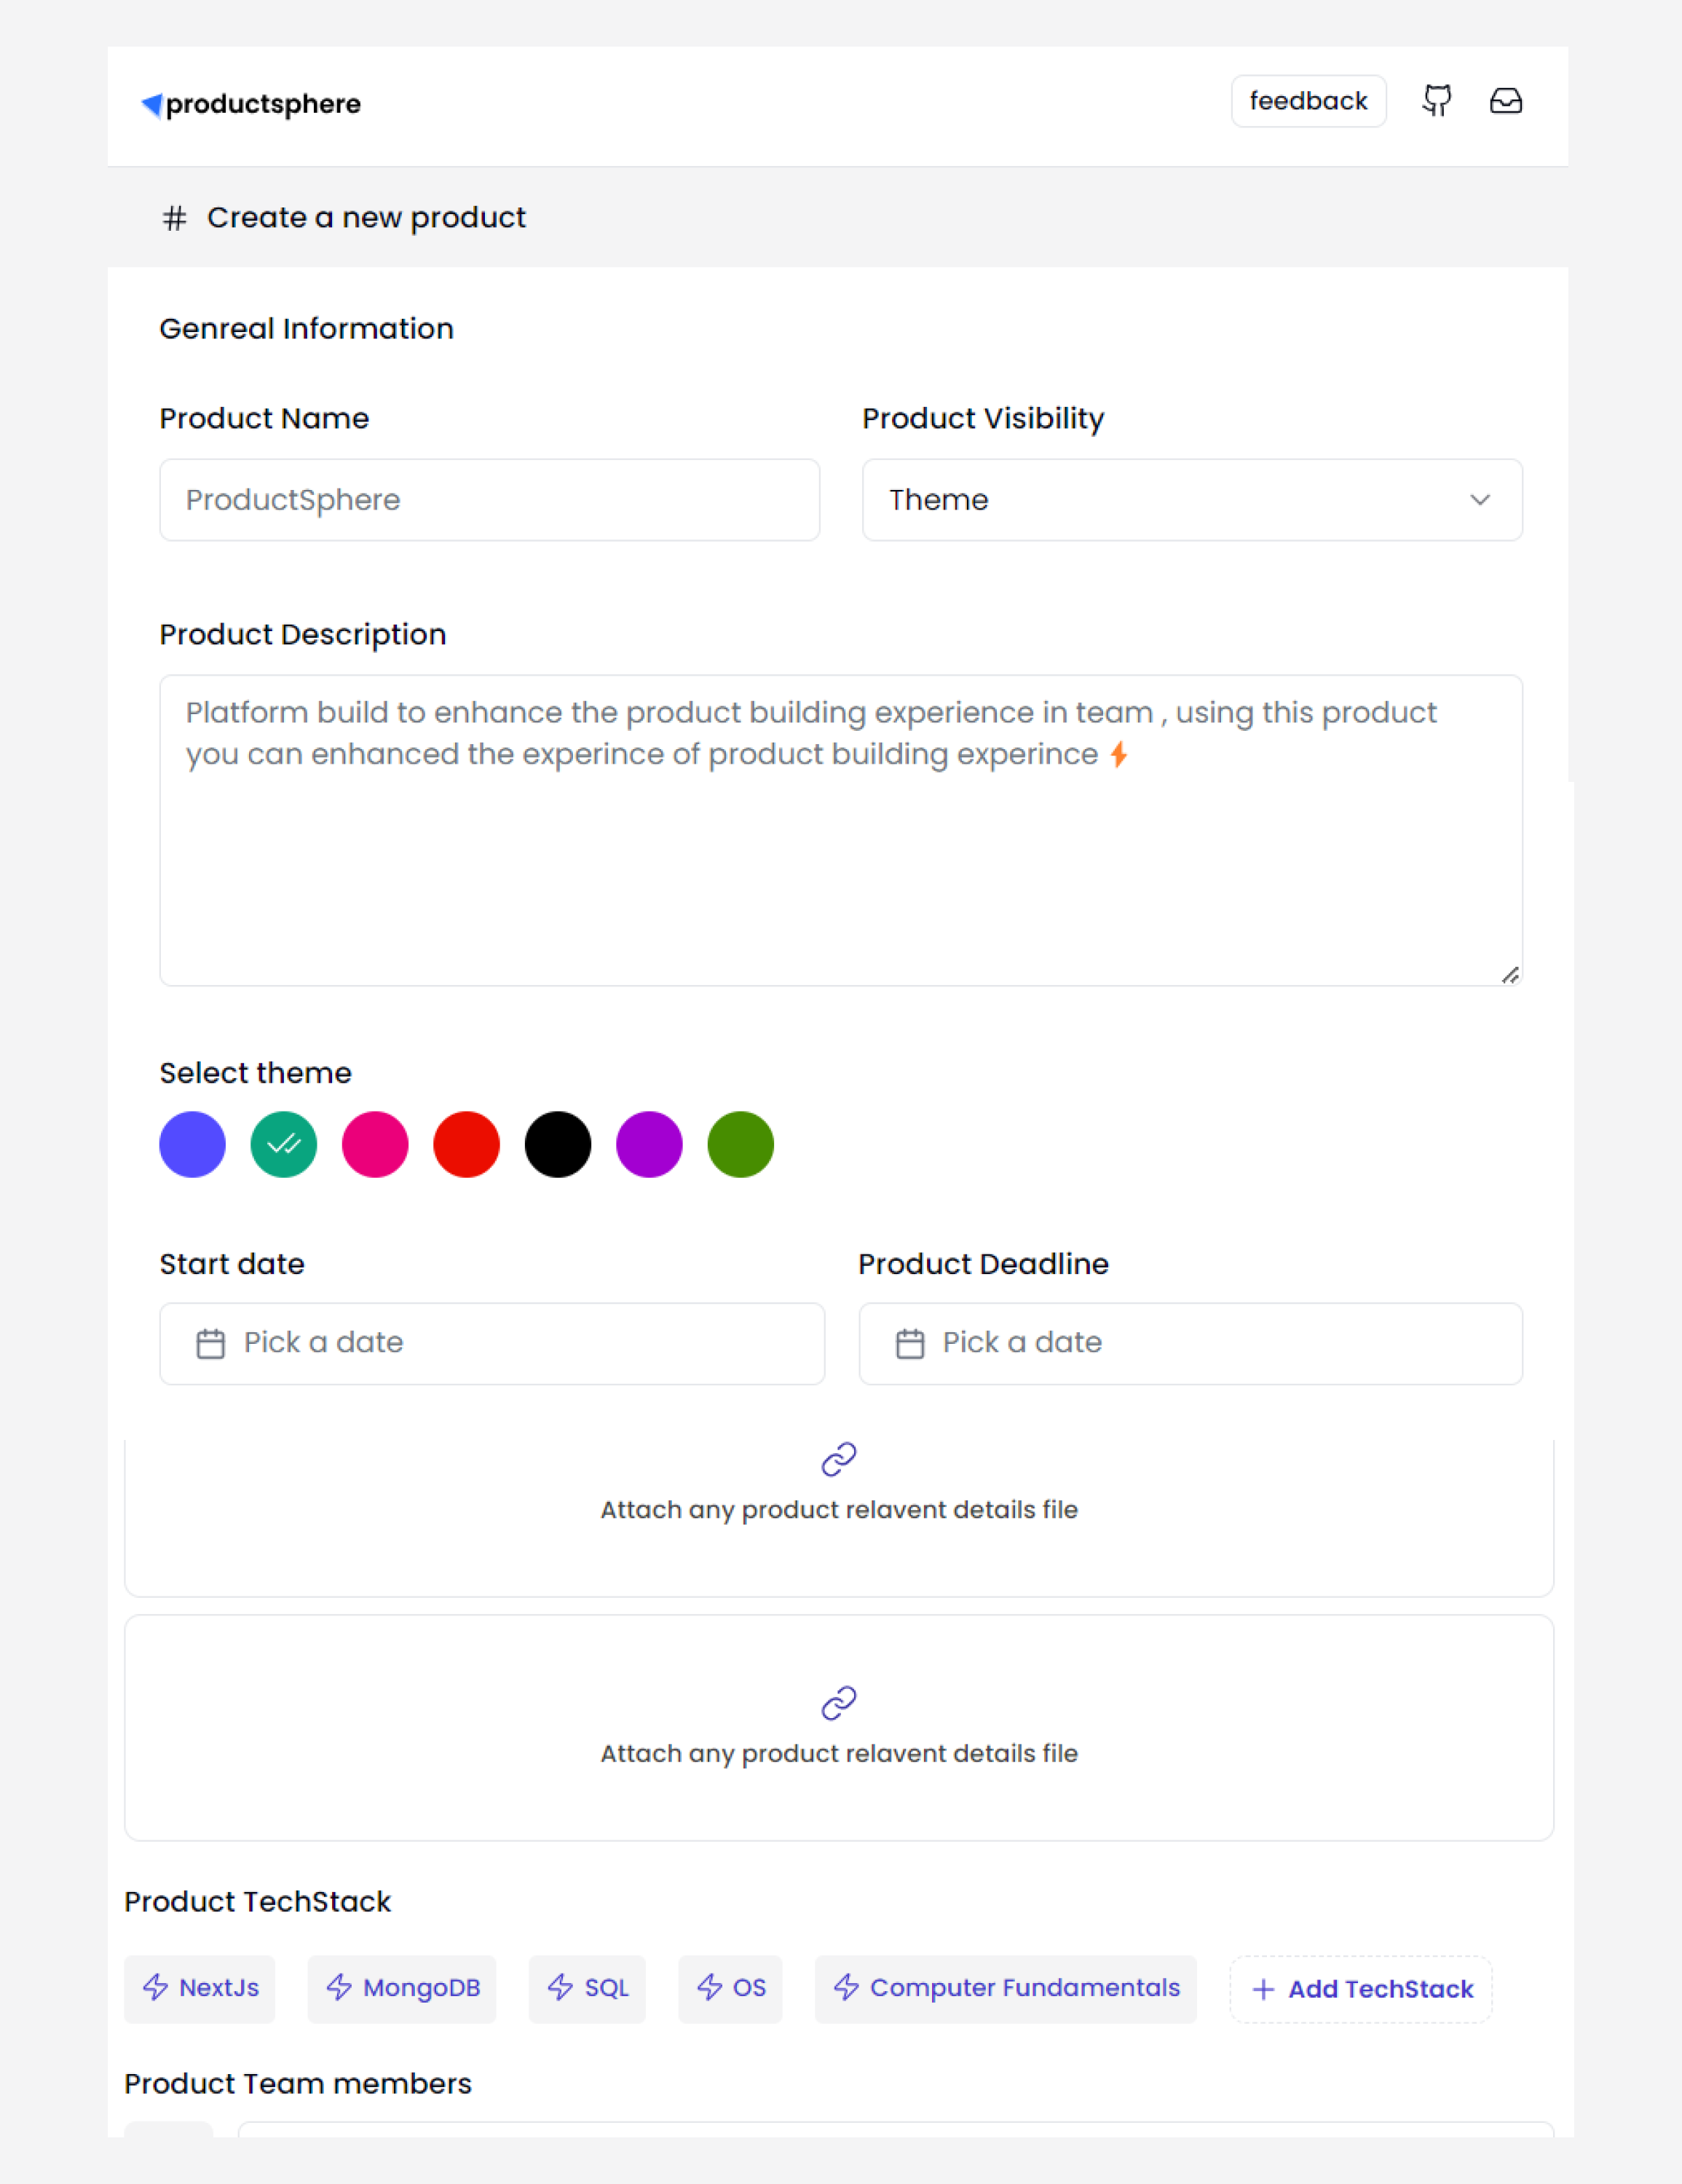 productsphere
feedback
# Create a new product
Genreal Information
Product Name
Product Visibility
ProductSphere
Theme
Product Description
Platform build to enhance the product building experience in team , using this product
you can enhanced the experince of product building experince ⚡
Select theme
Start date
Product Deadline
Pick a date
Pick a date
Attach any product relavent details file
Attach any product relavent details file
Product TechStack
NextJs
MongoDB
SQL
OS
Computer Fundamentals
+ Add TechStack
Product Team members